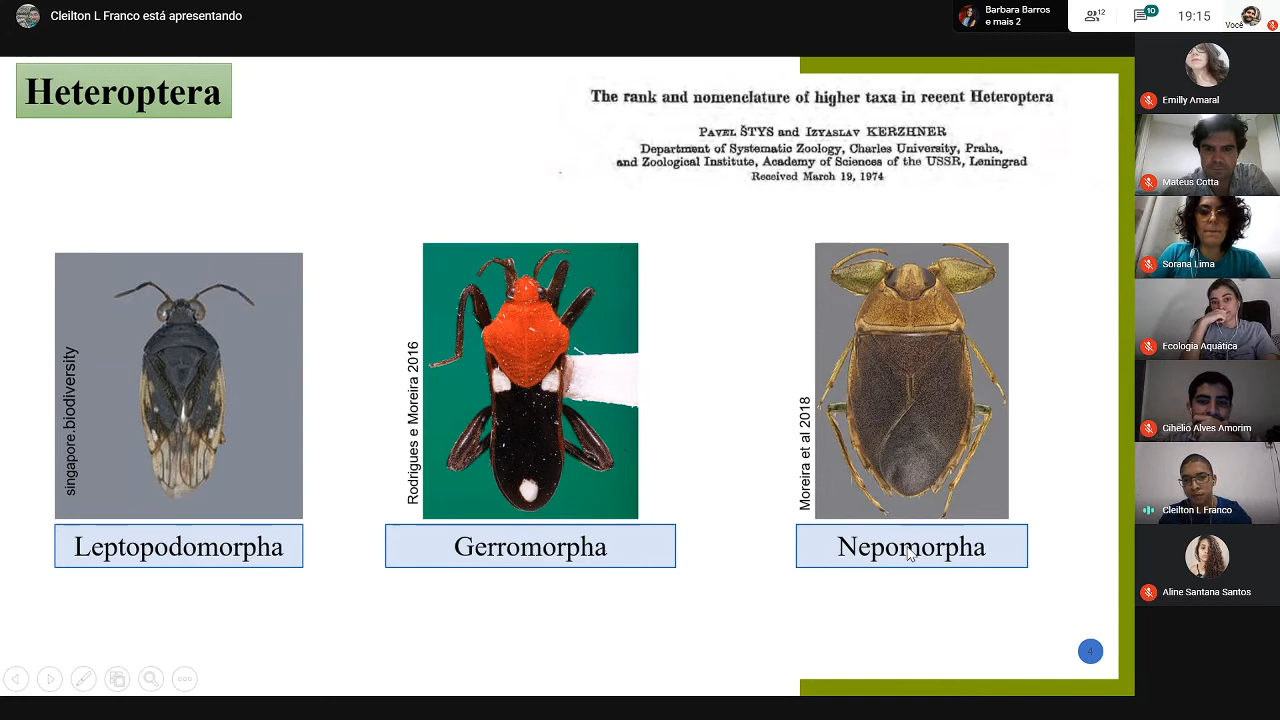 Cleilton L Franco está apresentando
Barbara Barros
e mais 2
12
10
19:15
Você
Heteroptera
The rank and nomenclature of higher taxa in recent Heteroptera
PAVEL ŠTYS and IZYASLAV KERZHNER
Department of Systematic Zoology, Charles University, Praha,
and Zoological Institute, Academy of Sciences of the USSR, Leningrad
Received March 19, 1974
singapore.biodiversity
Rodrigues e Moreira 2016
Moreira et al 2018
Leptopodomorpha
Gerromorpha
Nepomorpha
4
Emilly Amaral
Mateus Cotta
Sorana Lima
Ecologia Aquática
Cihélio Alves Amorim
Cleilton L Franco
Aline Santana Santos